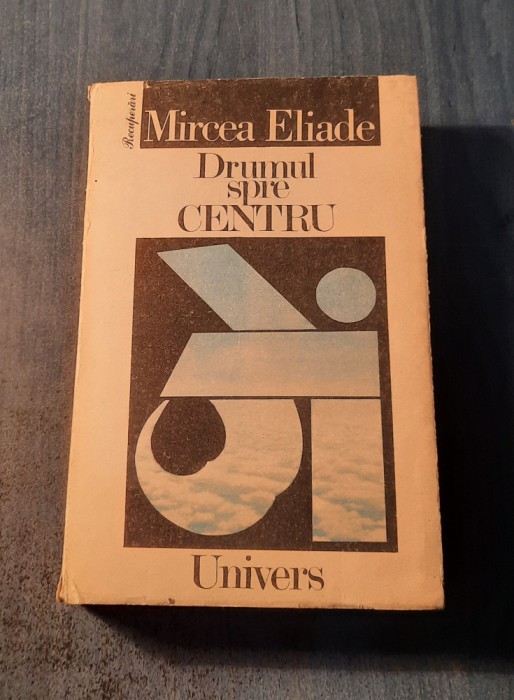 Recuperări
Mircea Eliade
Drumul
spre
CENTRU
Univers